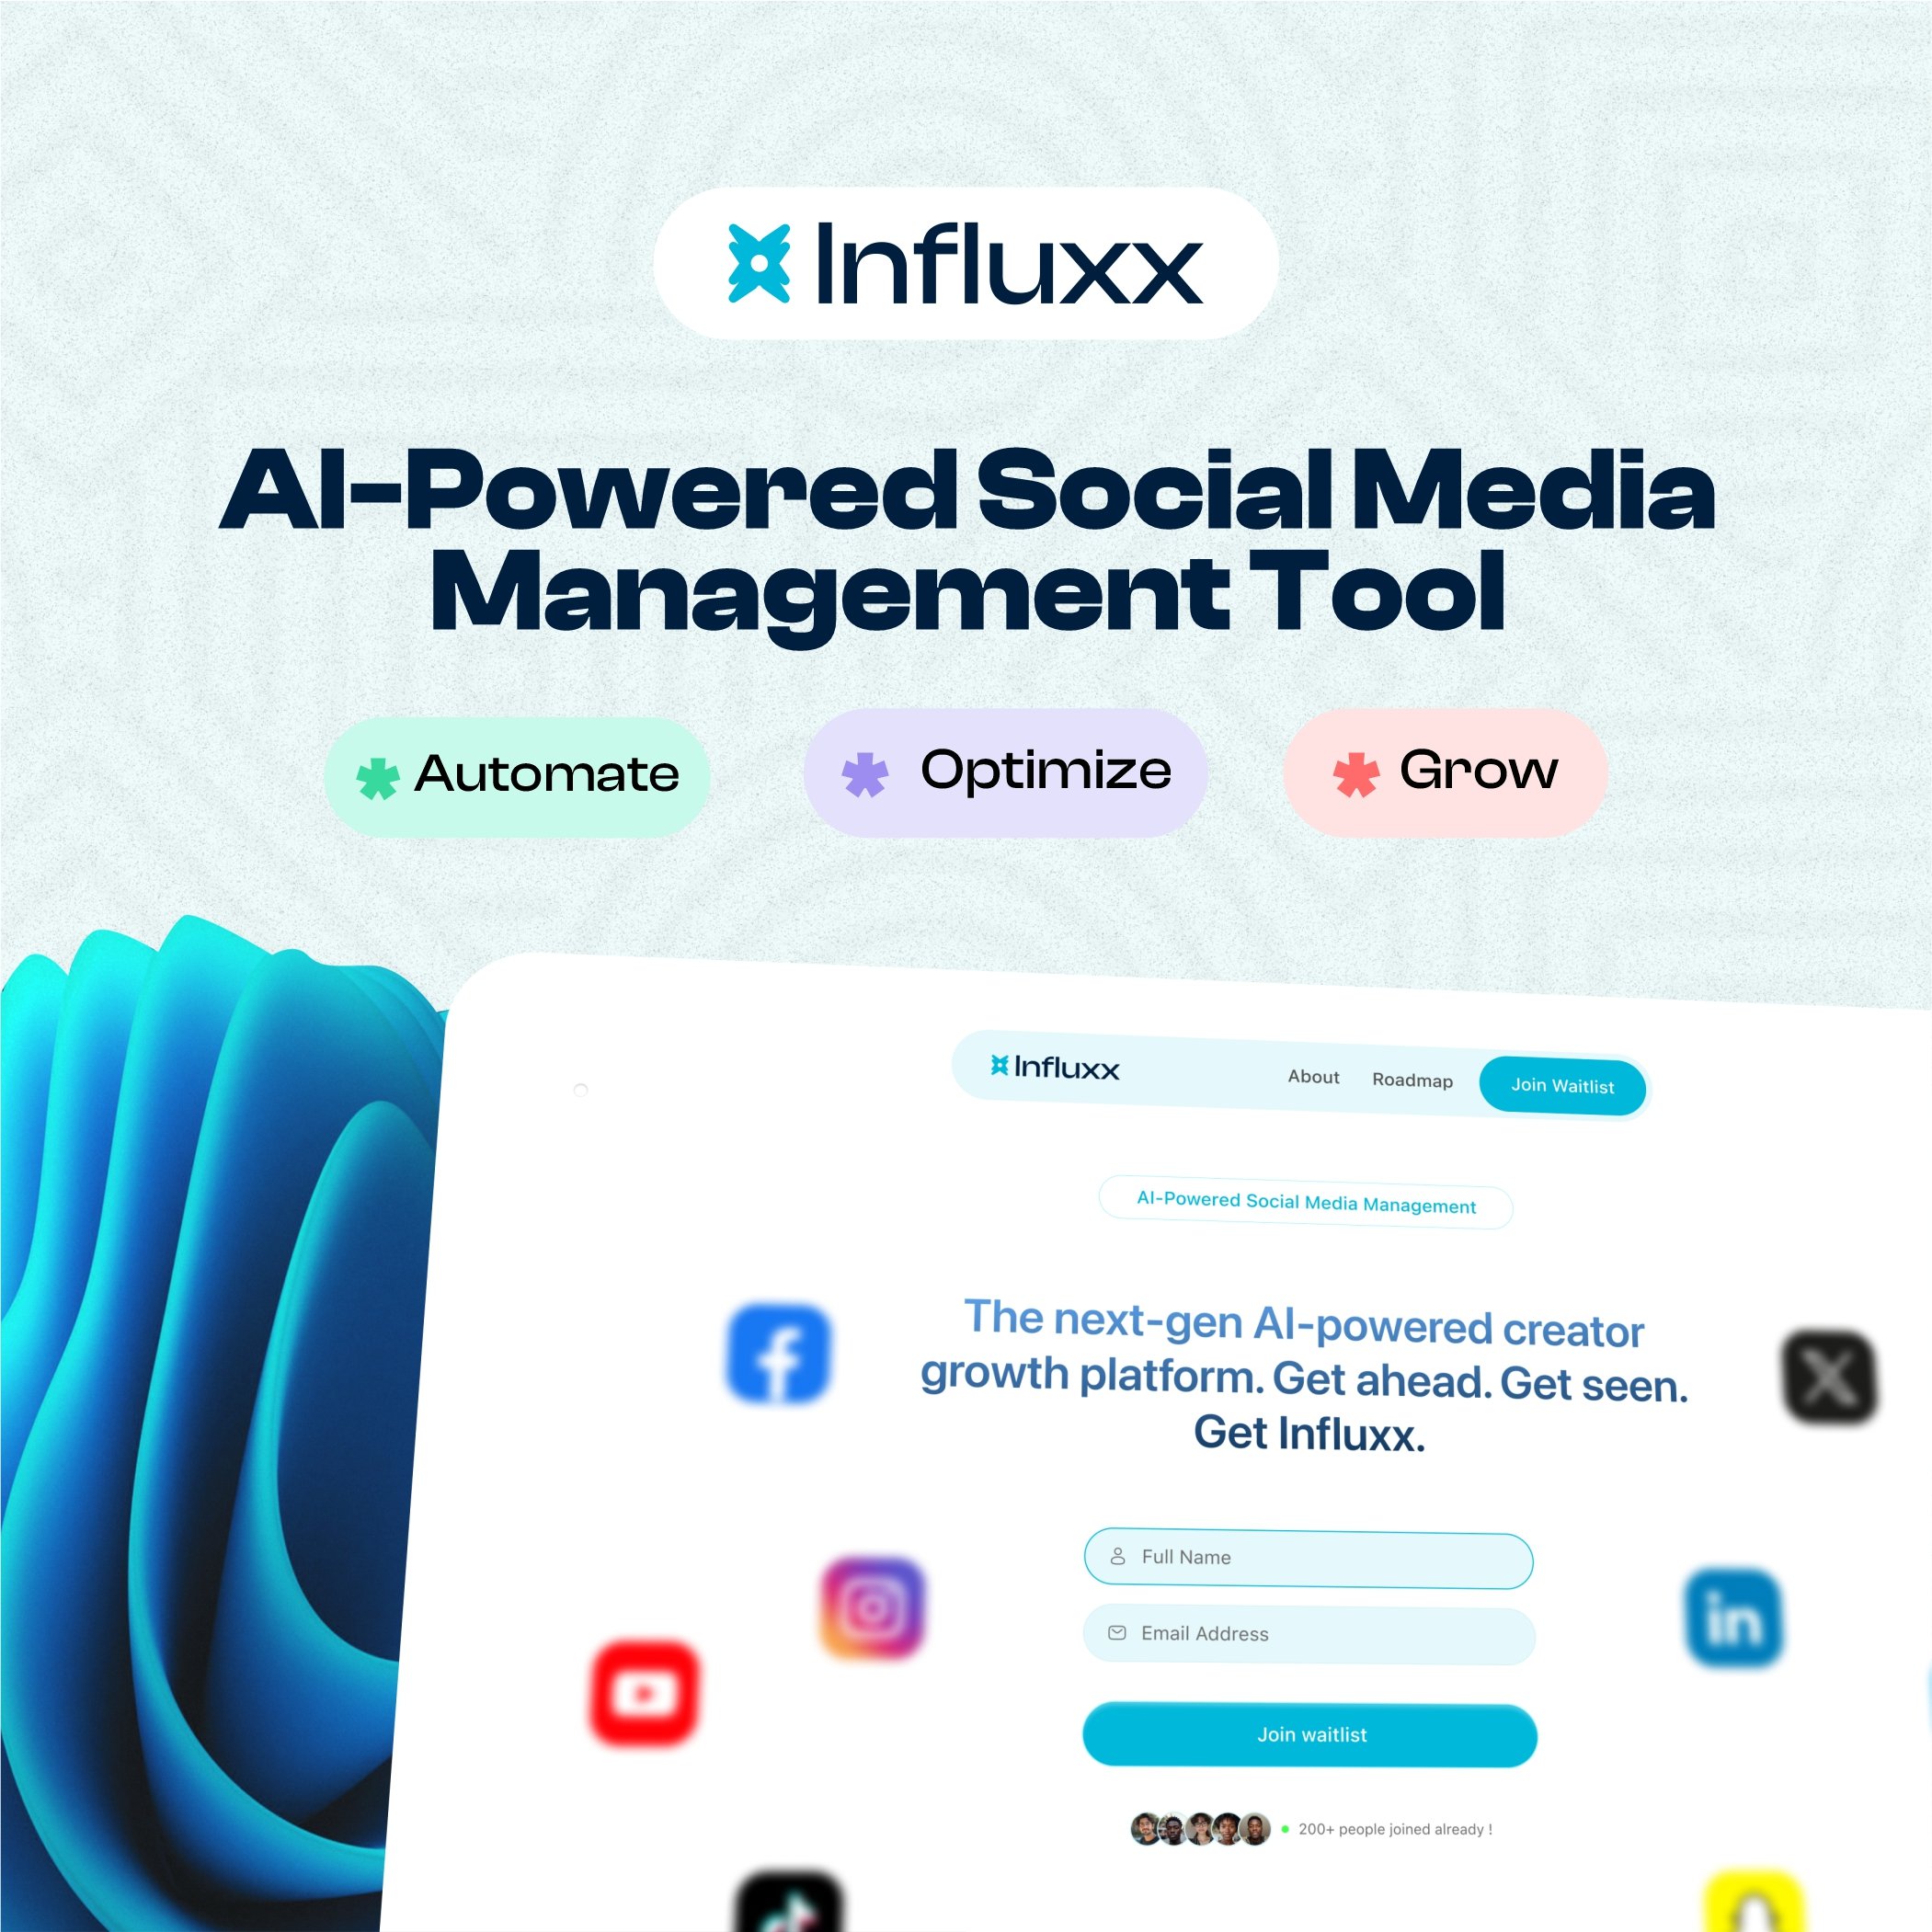 Influxx
AI-Powered Social Media
Management Tool
Automate
Optimize
Grow
Influxx
About
Roadmap
Join Waitlist
AI-Powered Social Media Management
The next-gen AI-powered creator
growth platform. Get ahead. Get seen.
Get Influxx.
Full Name
Email Address
in
Join waitlist
200+ people joined already !